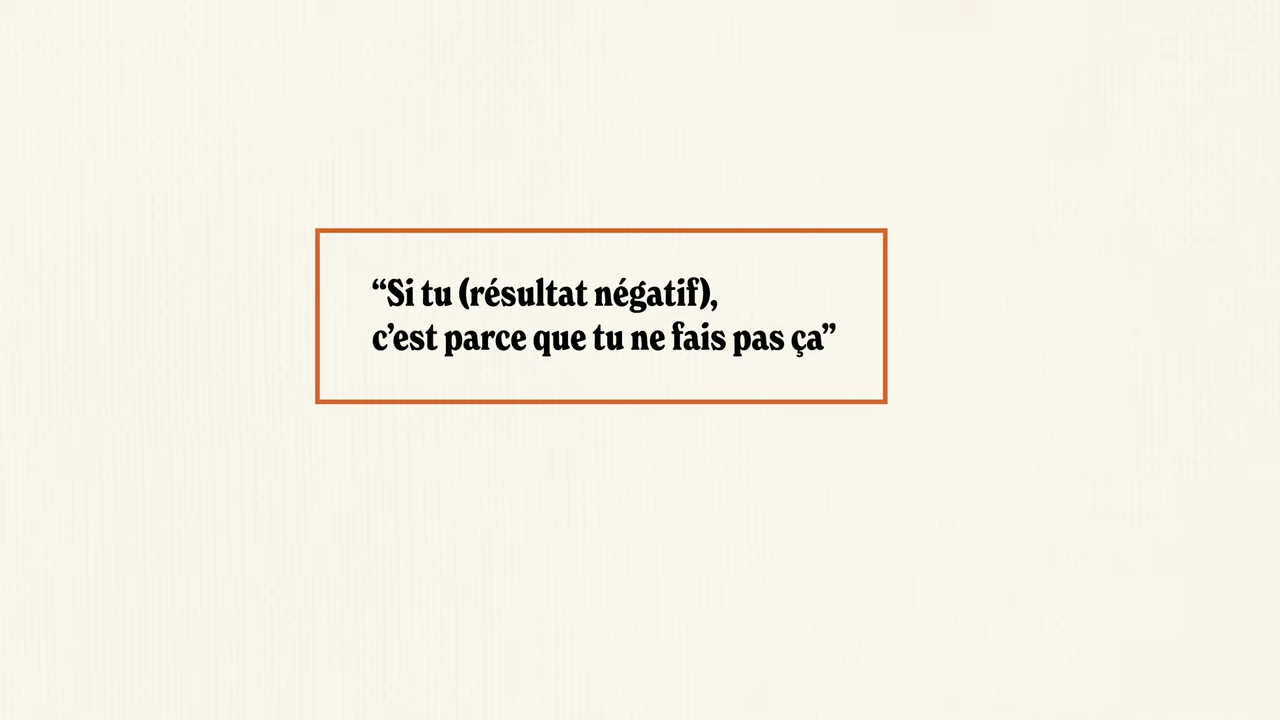 “Si tu (résultat négatif),
c’est parce que tu ne fais pas ça”